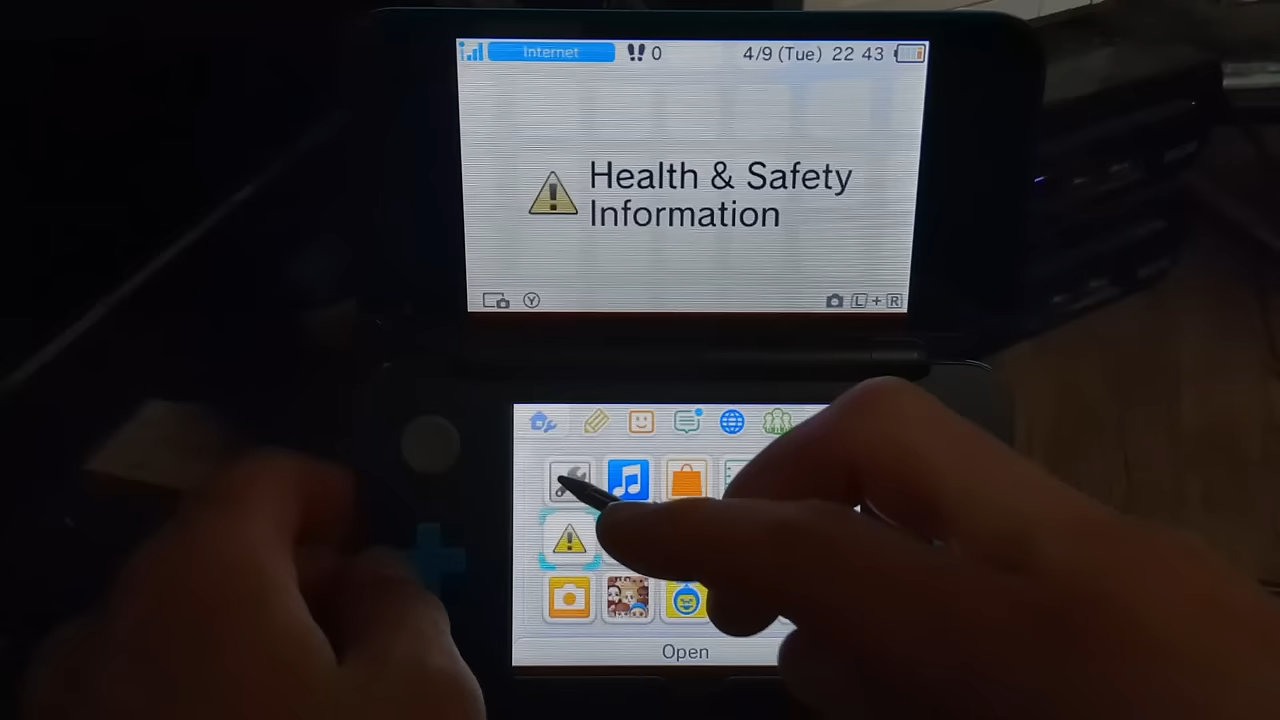 Internet 0 4/9 (Tue) 22 43
Health & Safety
Information
Y L + R
Open